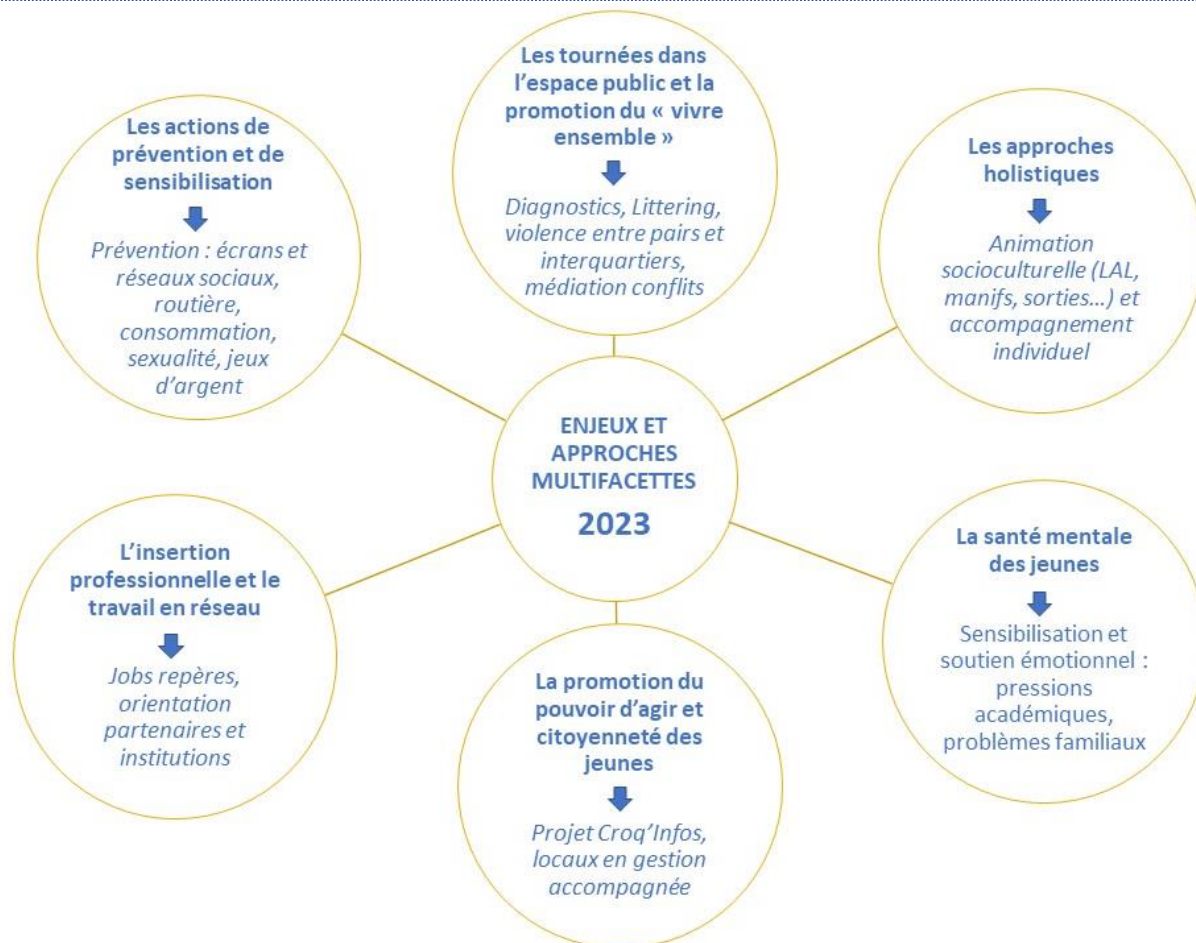 Les tournées dans
l'espace public et la
promotion du « vivre
ensemble »
Diagnostics, Littering,
violence entre pairs et
interquartiers,
médiation conflits
Les actions de
prévention et de
sensibilisation
Prévention : écrans et
réseaux sociaux,
routière,
consommation,
sexualité, jeux
d'argent
Les approches
holistiques
Animation
socioculturelle (LAL,
manifs, sorties...) et
accompagnement
individuel
ENJEUX ET
APPROCHES
MULTIFACETTES
2023
L'insertion
professionnelle et le
travail en réseau
Jobs repères,
orientation
partenaires et
institutions
La promotion du
pouvoir d'agir et
citoyenneté des
jeunes
Projet Croq'Infos,
locaux en gestion
accompagnée
La santé mentale
des jeunes
Sensibilisation et
soutien émotionnel :
pressions
académiques,
problèmes familiaux